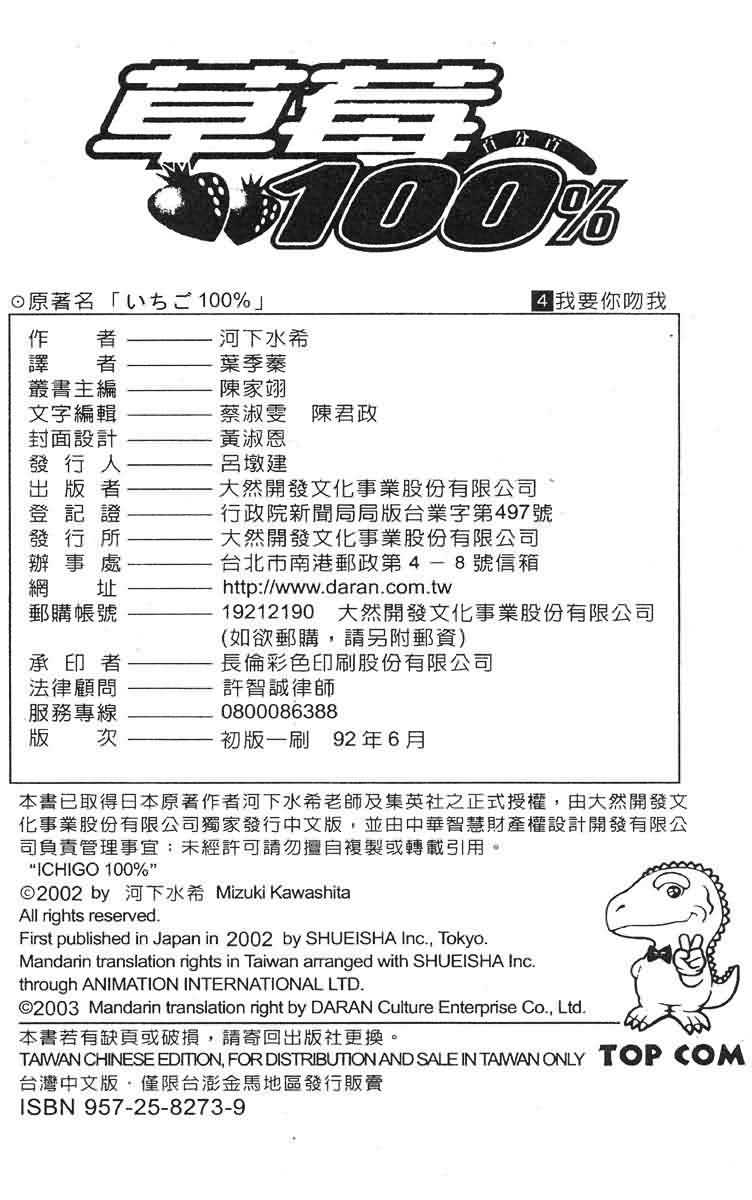 草莓
百分百
100%
⊙原著名「いちご100%」 4 我要你吻我
作者 河下水希
譯者 葉季蓁
叢書主編 陳家翊
文字編輯 蔡淑雯 陳君政
封面設計 黃淑恩
發行人 呂墩建
出版者 大然開發文化事業股份有限公司
登記證 行政院新聞局局版台業字第497號
發行所 大然開發文化事業股份有限公司
辦事處 台北市南港郵政第4-8號信箱
網址 http://www.daran.com.tw
郵購帳號 19212190 大然開發文化事業股份有限公司
(如欲郵購,請另附郵資)
承印者 長倫彩色印刷股份有限公司
法律顧問 許智誠律師
服務專線 0800086388
版次 初版一刷 92年6月
本書已取得日本原著作者河下水希老師及集英社之正式授權,由大然開發文
化事業股份有限公司獨家發行中文版,並由中華智慧財產權設計開發有限公
司負責管理事宜;未經許可請勿擅自複製或轉載引用。
“ICHIGO 100%”
©2002 by 河下水希 Mizuki Kawashita
All rights reserved.
First published in Japan in 2002 by SHUEISHA Inc., Tokyo.
Mandarin translation rights in Taiwan arranged with SHUEISHA Inc.
through ANIMATION INTERNATIONAL LTD.
©2003 Mandarin translation right by DARAN Culture Enterprise Co., Ltd.
本書若有缺頁或破損,請寄回出版社更換。
TAIWAN CHINESE EDITION, FOR DISTRIBUTION AND SALE IN TAIWAN ONLY
TOP COM
台灣中文版‧僅限台澎金馬地區發行販賣
ISBN 957-25-8273-9